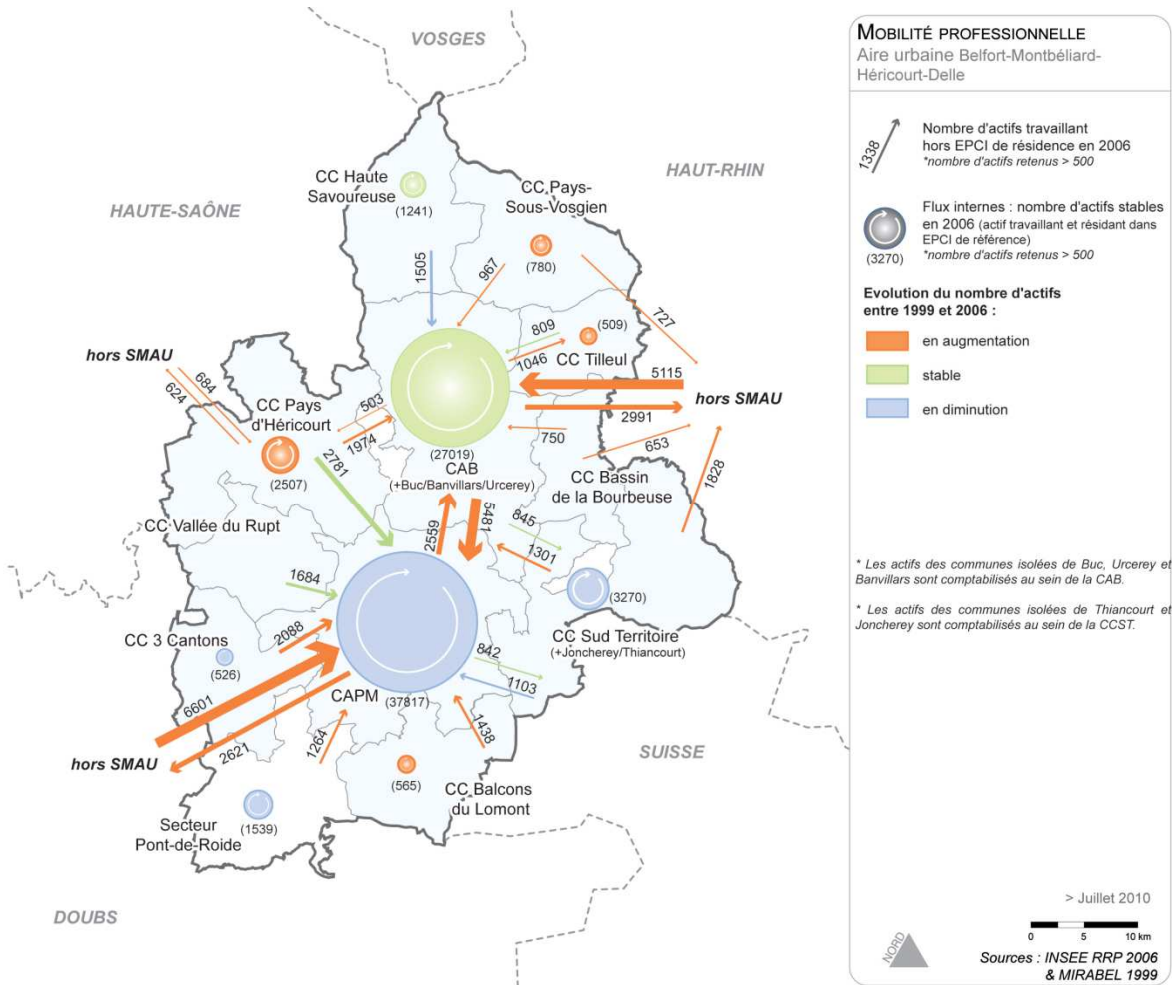 VOSGES
HAUT-RHIN
HAUTE-SAÔNE
CC Haute
Savoureuse
(1241)
CC Pays-
Sous-Vosgien
(780)
1505
967
727
809
(509)
1046
CC Tilleul
hors SMAU
684
624
5115
hors SMAU
2991
CC Pays
d'Héricourt
503
1974
750
653
(2507)
2781
(27019)
CAB
(+Buc/Banvillars/Urcerey)
CC Bassin
de la Bourbeuse
1828
CC Vallée du Rupt
2559
5481
845
1301
1684
(3270)
CC 3 Cantons
2088
CC Sud Territoire
(+Joncherey/Thiancourt)
842
(526)
1103
6601
CAPM
(37817)
2621
1264
1438
hors SMAU
SUISSE
(565)
CC Balcons
du Lomont
(1539)
Secteur
Pont-de-Roide
DOUBS
MOBILITÉ PROFESSIONNELLE
Aire urbaine Belfort-Montbéliard-
Héricourt-Delle
1338
Nombre d'actifs travaillant
hors EPCI de résidence en 2006
*nombre d'actifs retenus > 500
Flux internes : nombre d'actifs stables
en 2006 (actif travaillant et résidant dans
EPCI de référence)
*nombre d'actifs retenus > 500
(3270)
Evolution du nombre d'actifs
entre 1999 et 2006 :
en augmentation
stable
en diminution
* Les actifs des communes isolées de Buc, Urcerey et
Banvillars sont comptabilisés au sein de la CAB.
* Les actifs des communes isolées de Thiancourt et
Joncherey sont comptabilisés au sein de la CCST.
> Juillet 2010
NORD
0 5 10 km
Sources : INSEE RRP 2006
& MIRABEL 1999